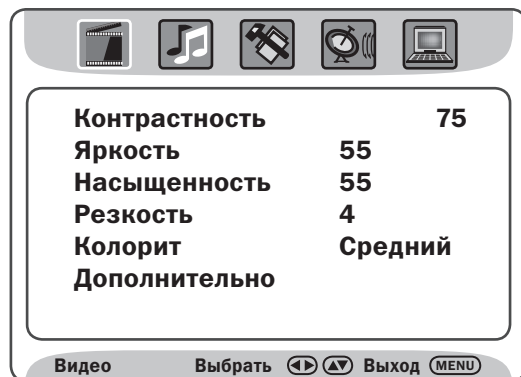 Контрастность 75
Яркость 55
Насыщенность 55
Резкость 4
Колорит Средний
Дополнительно
Видео Выбрать Выход MENU